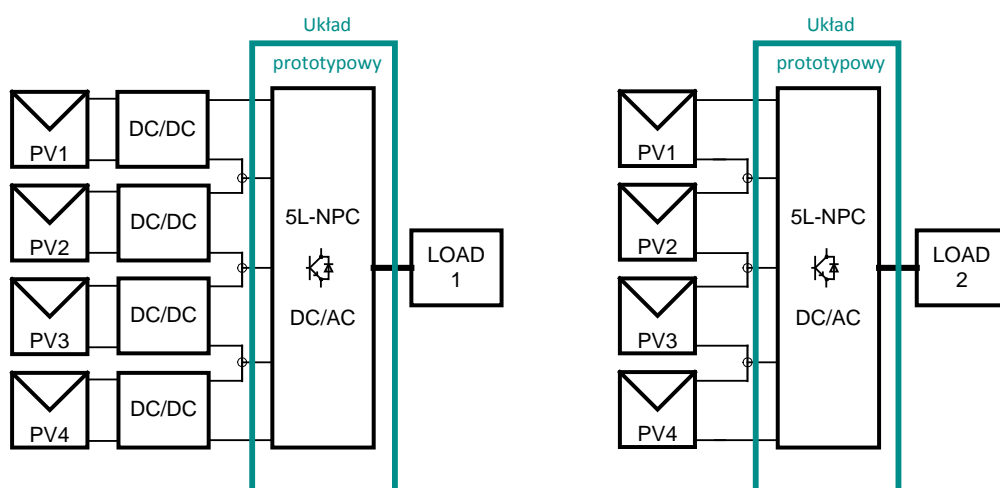 Układ
prototypowy
PV1
DC/DC
PV2
DC/DC
PV3
DC/DC
PV4
DC/DC
5L-NPC
DC/AC
LOAD
1
Układ
prototypowy
PV1
PV2
PV3
PV4
5L-NPC
DC/AC
LOAD
2